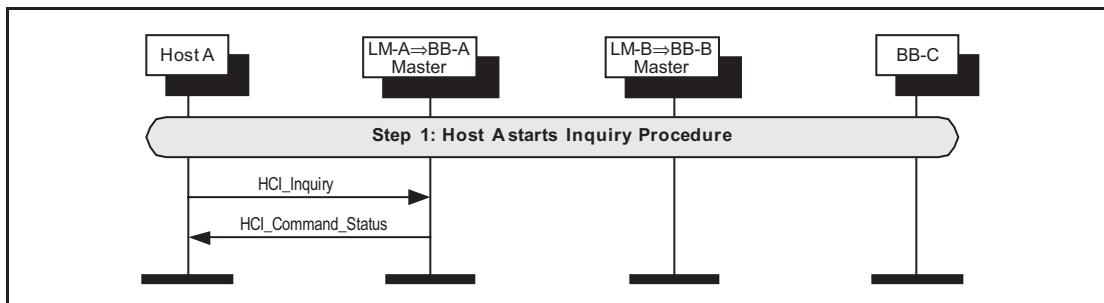 Host A
LM-A⇒BB-A
Master
LM-B⇒BB-B
Master
BB-C
Step 1: Host A starts Inquiry Procedure
HCI_Inquiry
HCI_Command_Status